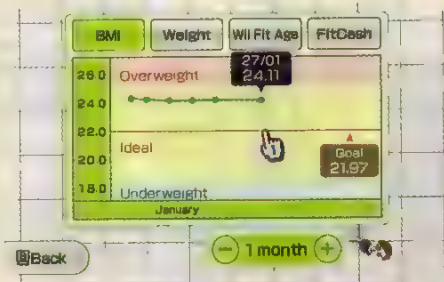 BMI
Weight
Wii Fit Age
FitCash
27/01
24.11
26.0
Overweight
24.0
22.0
Ideal
20.0
Goal
21.97
18.0
Underweight
January
Back
1 month